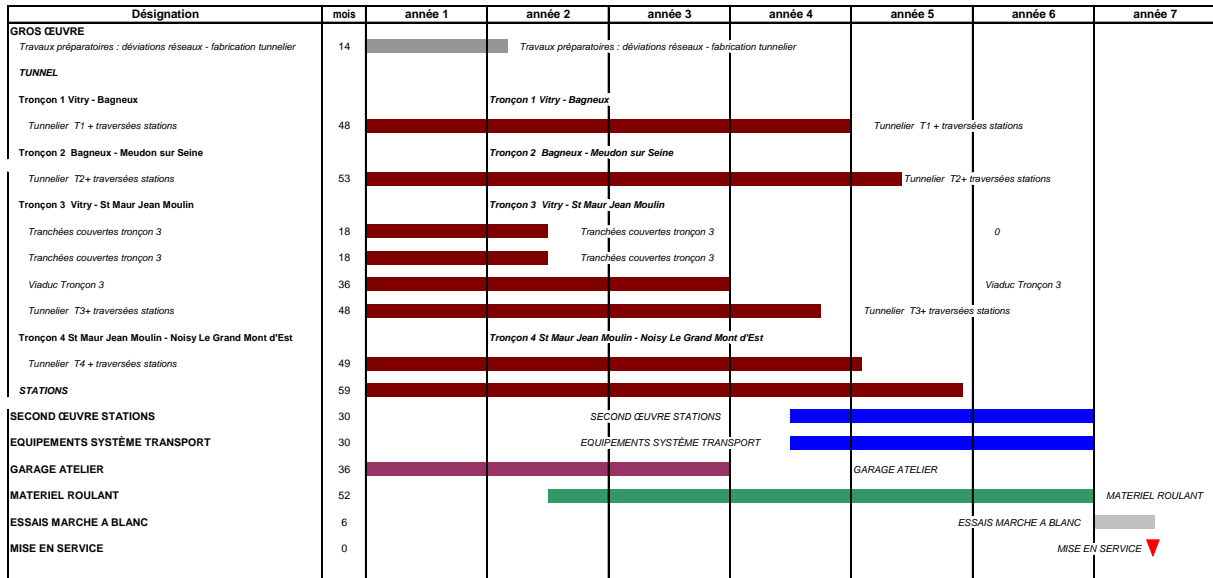 Désignation mois année 1 année 2 année 3 année 4 année 5 année 6 année 7
GROS ŒUVRE
Travaux préparatoires : déviations réseaux - fabrication tunnelier 14 Travaux préparatoires : déviations réseaux - fabrication tunnelier
TUNNEL
Tronçon 1 Vitry - Bagneux Tronçon 1 Vitry - Bagneux
Tunnelier T1 + traversées stations 48 Tunnelier T1 + traversées stations
Tronçon 2 Bagneux - Meudon sur Seine Tronçon 2 Bagneux - Meudon sur Seine
Tunnelier T2+ traversées stations 53 Tunnelier T2+ traversées stations
Tronçon 3 Vitry - St Maur Jean Moulin Tronçon 3 Vitry - St Maur Jean Moulin
Tranchées couvertes tronçon 3 18 Tranchées couvertes tronçon 3 0
Tranchées couvertes tronçon 3 18 Tranchées couvertes tronçon 3
Viaduc Tronçon 3 36 Viaduc Tronçon 3
Tunnelier T3+ traversées stations 48 Tunnelier T3+ traversées stations
Tronçon 4 St Maur Jean Moulin - Noisy Le Grand Mont d'Est Tronçon 4 St Maur Jean Moulin - Noisy Le Grand Mont d'Est
Tunnelier T4 + traversées stations 49
STATIONS 59
SECOND ŒUVRE STATIONS 30 SECOND ŒUVRE STATIONS
EQUIPEMENTS SYSTÈME TRANSPORT 30 EQUIPEMENTS SYSTÈME TRANSPORT
GARAGE ATELIER 36 GARAGE ATELIER
MATERIEL ROULANT 52 MATERIEL ROULANT
ESSAIS MARCHE A BLANC 6 ESSAIS MARCHE A BLANC
MISE EN SERVICE 0 MISE EN SERVICE